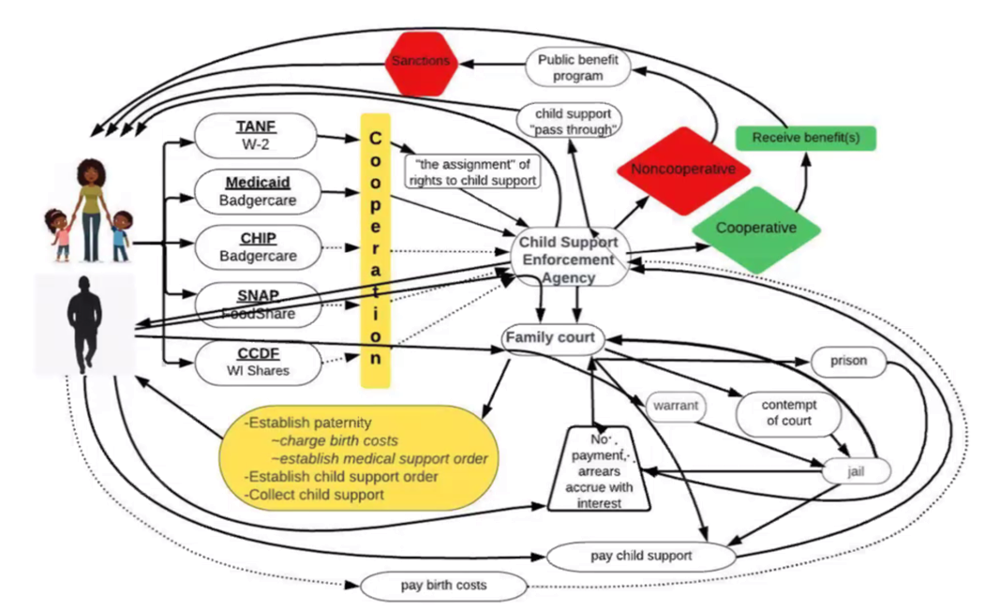 Sanctions
Public benefit
program
child support
"pass through"
Receive benefit(s)
Noncooperative
Cooperative
TANF
W-2
Medicaid
Badgercare
CHIP
Badgercare
SNAP
FoodShare
CCDF
WI Shares
Cooperation
"the assignment" of
rights to child support
Child Support
Enforcement
Agency
Family court
prison
warrant
contempt
of court
jail
-Establish paternity
~charge birth costs
~establish medical support order
-Establish child support order
-Collect child support
No
payment,
arrears
accrue with
interest
pay child support
pay birth costs